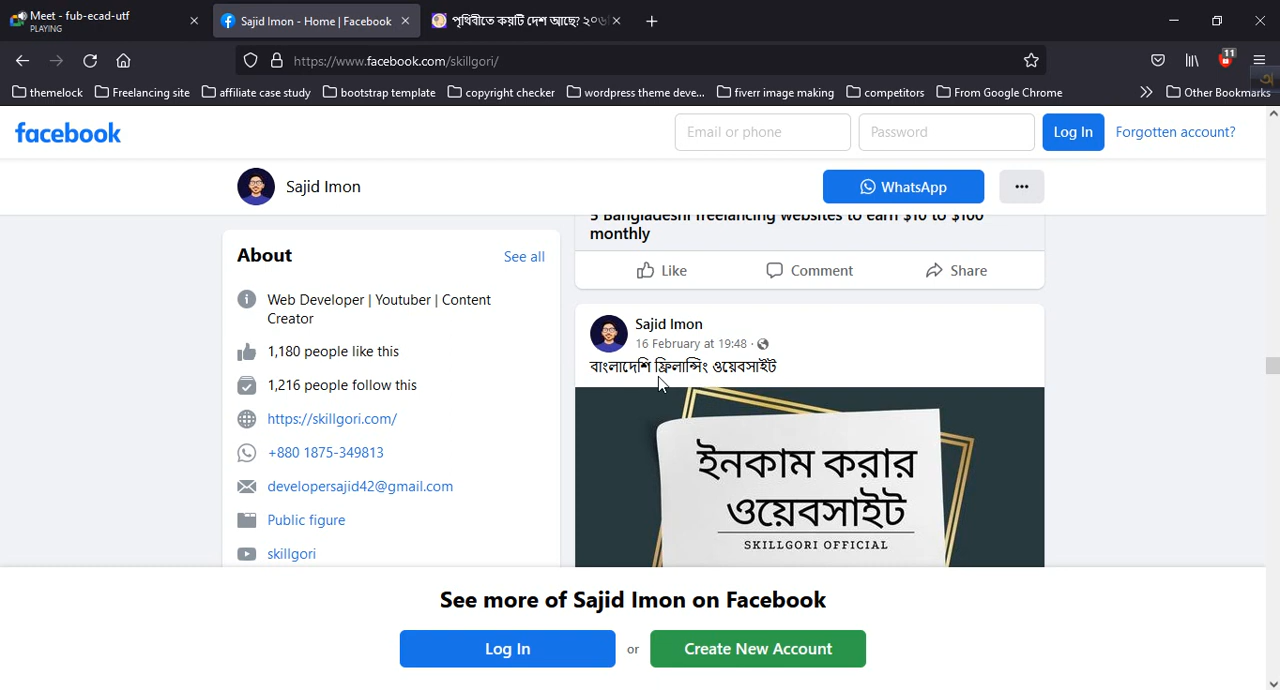 Meet - fub-ecad-utf
PLAYING
Sajid Imon - Home | Facebook
পৃথিবীতে কয়টি দেশ আছে? ২০৬
https://www.facebook.com/skillgori/
11
themelock
Freelancing site
affiliate case study
bootstrap template
copyright checker
wordpress theme deve...
fiverr image making
competitors
From Google Chrome
Other Bookmarks
অ
facebook
Email or phone
Password
Log In
Forgotten account?
Sajid Imon
WhatsApp
5 Bangladeshi freelancing websites to earn $10 to $100
monthly
Like
Comment
Share
About
See all
Web Developer | Youtuber | Content
Creator
1,180 people like this
1,216 people follow this
https://skillgori.com/
+880 1875-349813
developersajid42@gmail.com
Public figure
skillgori
Sajid Imon
16 February at 19:48 ·
বাংলাদেশি ফ্রিলান্সিং ওয়েবসাইট
ইনকাম করার
ওয়েবসাইট
SKILLGORI OFFICIAL
See more of Sajid Imon on Facebook
Log In
or
Create New Account